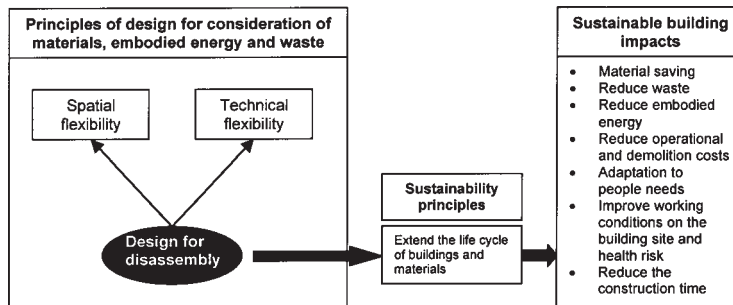 Principles of design for consideration of
materials, embodied energy and waste
Spatial
flexibility
Technical
flexibility
Design for
disassembly
Sustainability
principles
Extend the life cycle
of buildings and
materials
Sustainable building
impacts
• Material saving
• Reduce waste
• Reduce embodied
energy
• Reduce operational
and demolition costs
• Adaptation to
people needs
• Improve working
conditions on the
building site and
health risk
• Reduce the
construction time